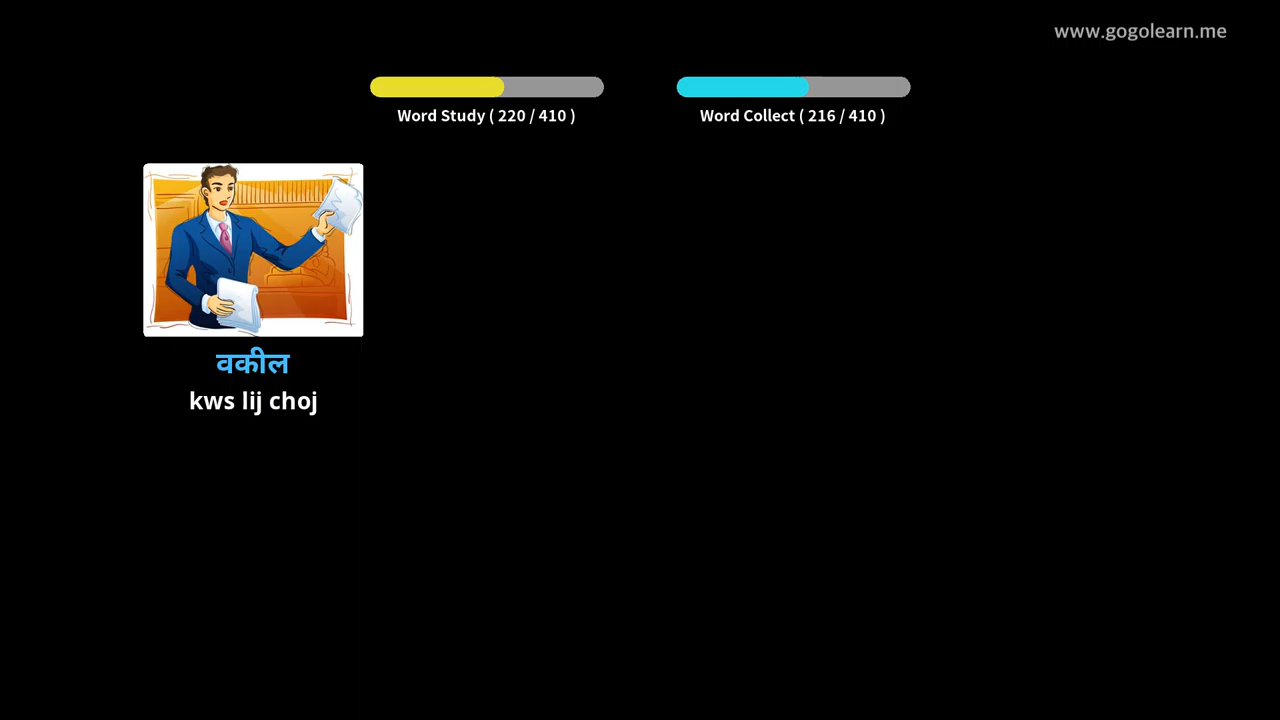 www.gogolearn.me
Word Study ( 220 / 410 )
Word Collect ( 216 / 410 )
वकील
kws lij choj